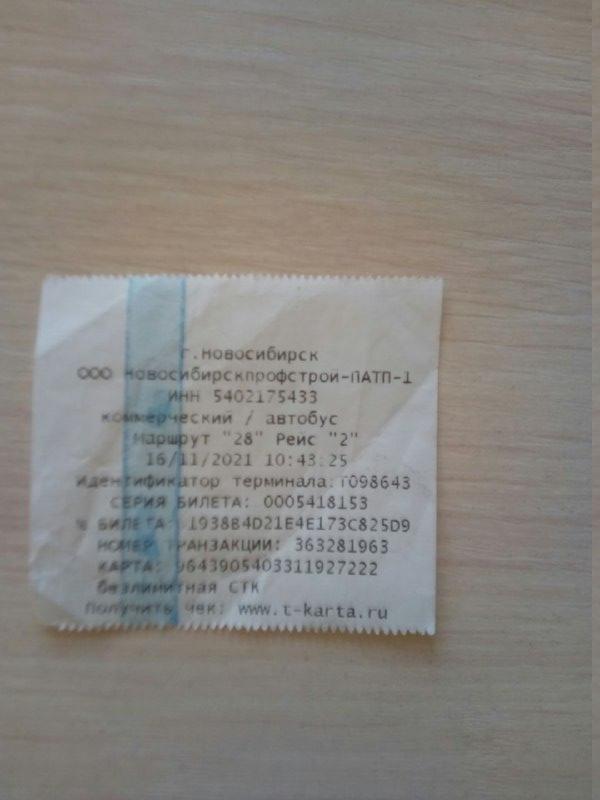 г.Новосибирск
ООО Новосибирскпрофстрой-ПАТП-1
ИНН 5402175433
коммерческий / автобус
Маршрут "28" Рейс "2"
16/11/2021 10:43:25
Идентификатор терминала:T098643
СЕРИЯ БИЛЕТА: 0005418153
№ БИЛЕТА: 1938B4D21E4E173C825D9
НОМЕР ТРАНЗАКЦИИ: 363281963
КАРТА: 9643905403311927222
безлимитная СТК
Получить чек: www.t-karta.ru